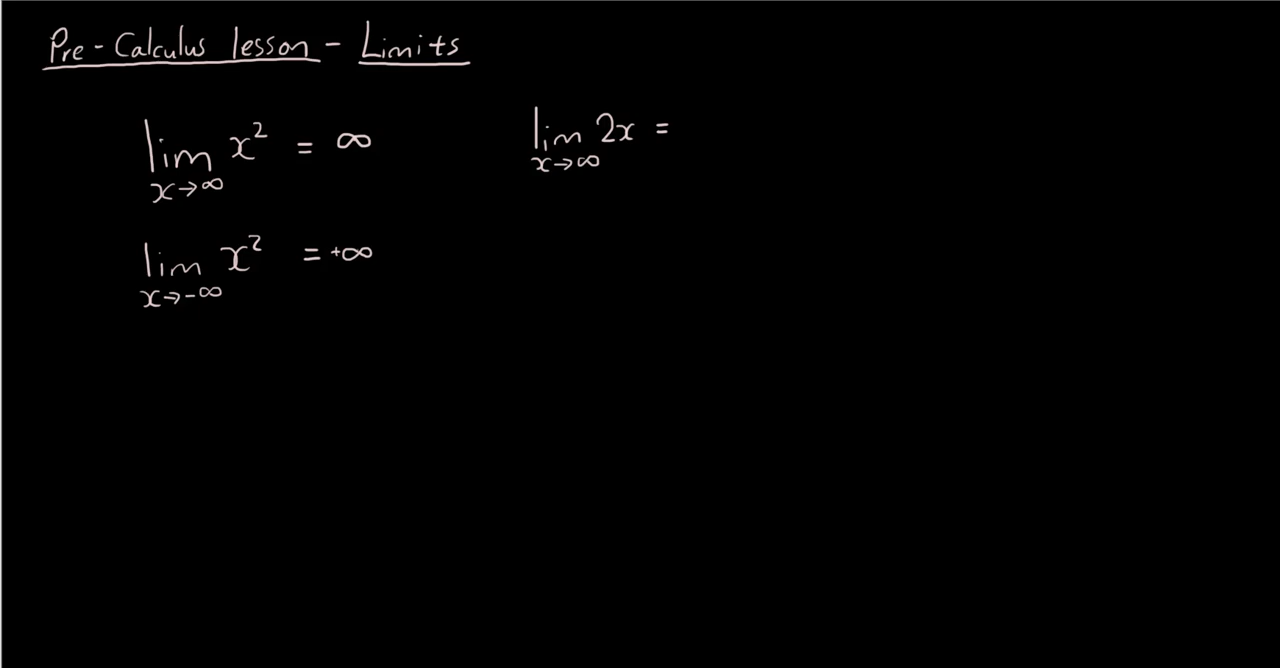 Pre-Calculus lesson - Limits
lim x² = ∞
x→∞
lim 2x =
x→∞
lim x² = +∞
x→-∞